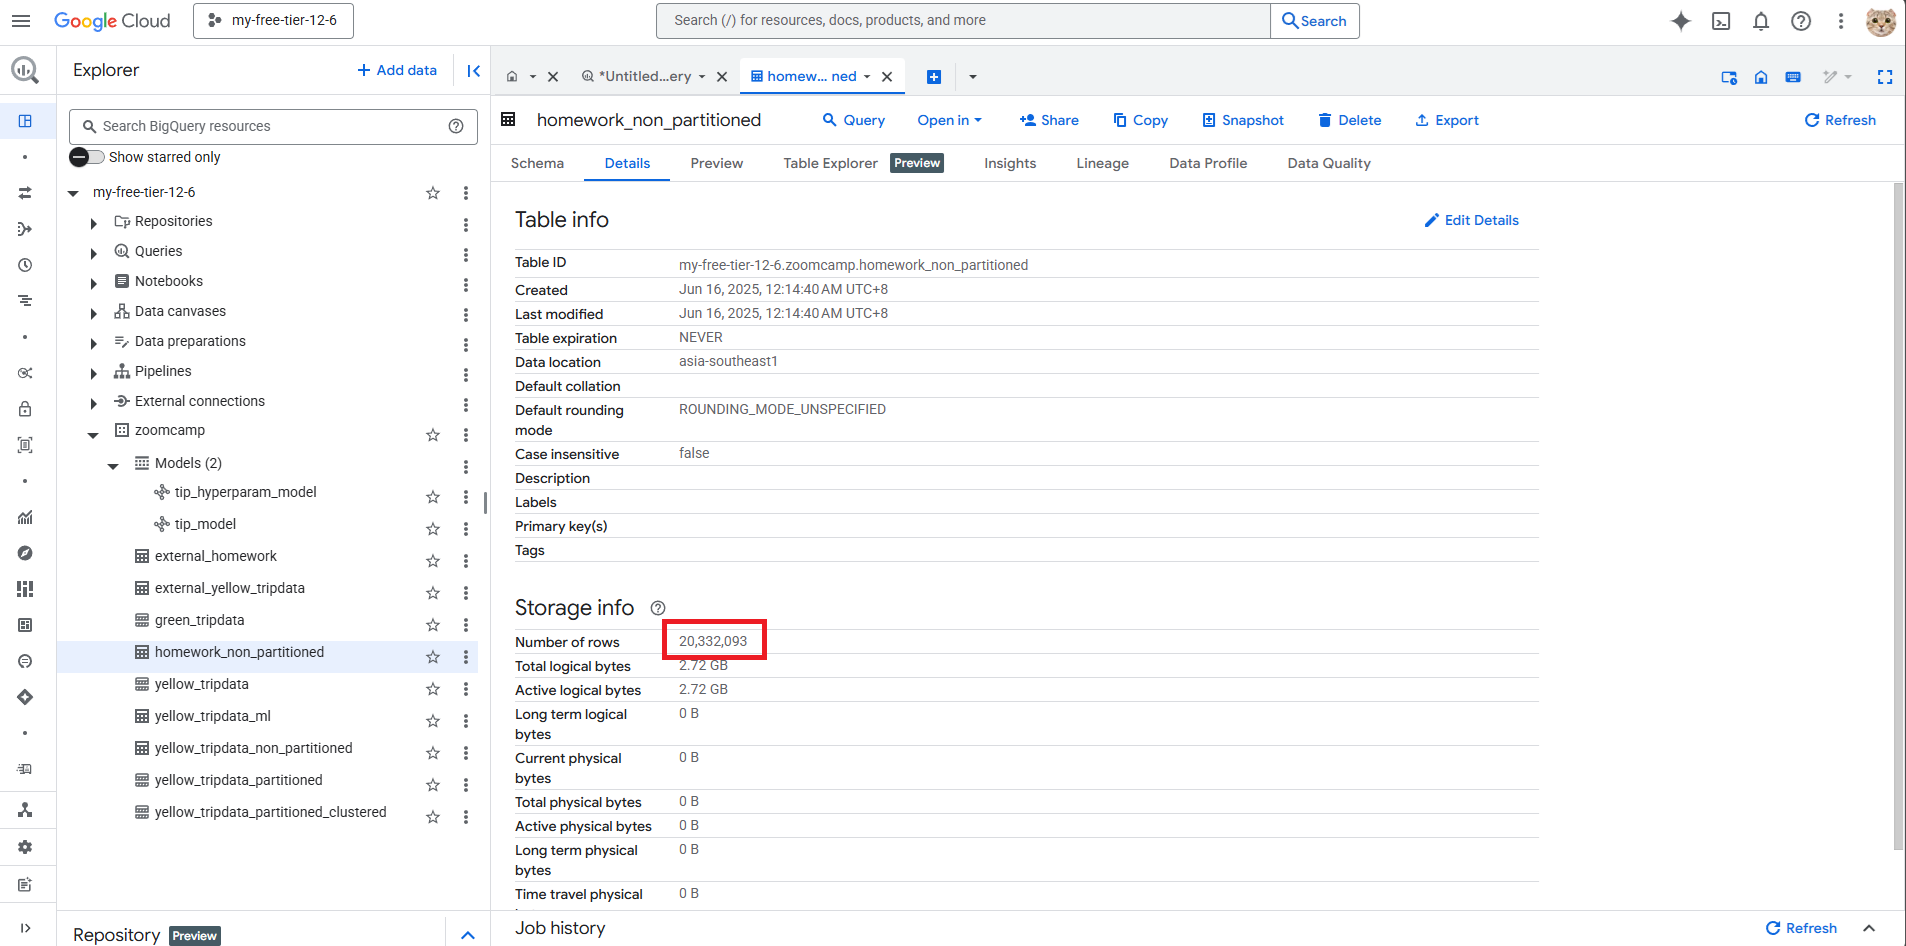 Google Cloud
my-free-tier-12-6
Search (/) for resources, docs, products, and more
Search
Explorer
+ Add data
*Untitled...ery
homew... ned
Search BigQuery resources
Show starred only
homework_non_partitioned
Query
Open in
Share
Copy
Snapshot
Delete
Export
Refresh
Schema
Details
Preview
Table Explorer
Preview
Insights
Lineage
Data Profile
Data Quality
my-free-tier-12-6
Repositories
Queries
Notebooks
Data canvases
Data preparations
Pipelines
External connections
zoomcamp
Models (2)
tip_hyperparam_model
tip_model
external_homework
external_yellow_tripdata
green_tripdata
homework_non_partitioned
yellow_tripdata
yellow_tripdata_ml
yellow_tripdata_non_partitioned
yellow_tripdata_partitioned
yellow_tripdata_partitioned_clustered
Repository Preview
Table info
Edit Details
Table ID my-free-tier-12-6.zoomcamp.homework_non_partitioned
Created Jun 16, 2025, 12:14:40 AM UTC+8
Last modified Jun 16, 2025, 12:14:40 AM UTC+8
Table expiration NEVER
Data location asia-southeast1
Default collation
Default rounding ROUNDING_MODE_UNSPECIFIED
mode
Case insensitive false
Description
Labels
Primary key(s)
Tags
Storage info
Number of rows 20,332,093
Total logical bytes 2.72 GB
Active logical bytes 2.72 GB
Long term logical 0 B
bytes
Current physical 0 B
bytes
Total physical bytes 0 B
Active physical bytes 0 B
Long term physical 0 B
bytes
Time travel physical 0 B
Job history
Refresh